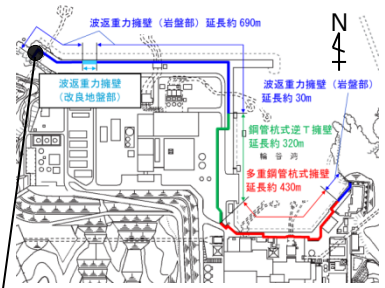 波返重力擁壁（岩盤部）延長約 690m
N
波返重力擁壁
（改良地盤部）
波返重力擁壁（岩盤部）
延長約 30m
鋼管杭式逆Ｔ擁壁
延長約 320m
輪谷湾
多重鋼管杭式擁壁
延長約 430m